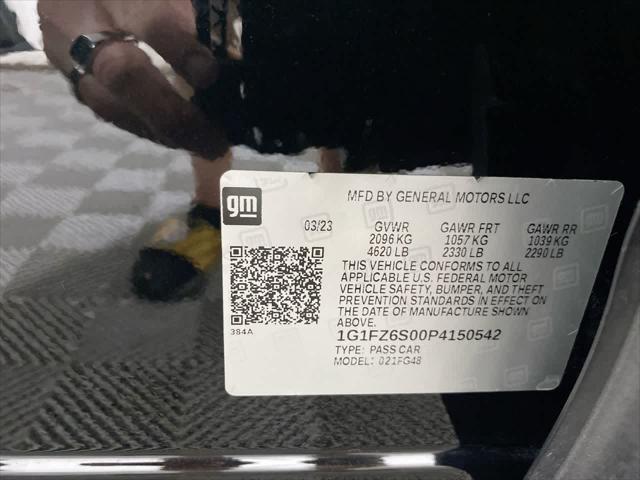 gm
MFD BY GENERAL MOTORS LLC
03/23 GVWR GAWR FRT GAWR RR
2096 KG 1057 KG 1039 KG
4620 LB 2330 LB 2290 LB
THIS VEHICLE CONFORMS TO ALL
APPLICABLE U.S. FEDERAL MOTOR
VEHICLE SAFETY, BUMPER, AND THEFT
PREVENTION STANDARDS IN EFFECT ON
THE DATE OF MANUFACTURE SHOWN
ABOVE.
384A
1G1FZ6S00P4150542
TYPE: PASS CAR
MODEL: 021FG48